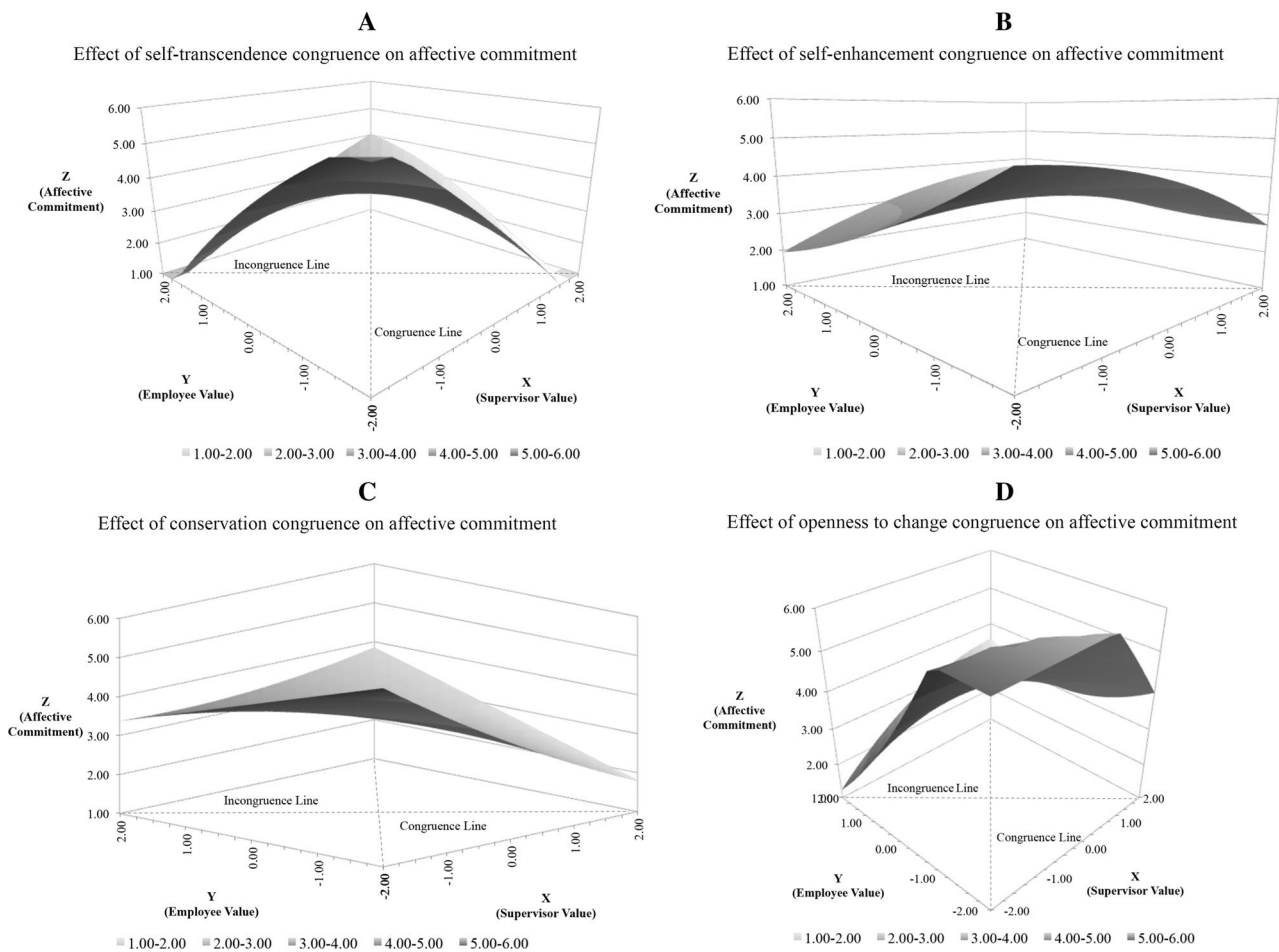 A
Effect of self-transcendence congruence on affective commitment
6.00
5.00
4.00
3.00
2.00
1.00
Z
(Affective
Commitment)
Incongruence Line
Congruence Line
2.00
1.00
0.00
-1.00
-2.00
-1.00
0.00
1.00
2.00
Y
(Employee Value)
X
(Supervisor Value)
1.00-2.00 2.00-3.00 3.00-4.00 4.00-5.00 5.00-6.00
B
Effect of self-enhancement congruence on affective commitment
6.00
5.00
4.00
3.00
2.00
1.00
Z
(Affective
Commitment)
Incongruence Line
Congruence Line
2.00
1.00
0.00
-1.00
-2.00
-1.00
0.00
1.00
2.00
Y
(Employee Value)
X
(Supervisor Value)
1.00-2.00 2.00-3.00 3.00-4.00 4.00-5.00 5.00-6.00
C
Effect of conservation congruence on affective commitment
6.00
5.00
4.00
3.00
2.00
1.00
Z
(Affective
Commitment)
Incongruence Line
Congruence Line
2.00
1.00
0.00
-1.00
-2.00
-1.00
0.00
1.00
2.00
Y
(Employee Value)
X
(Supervisor Value)
1.00-2.00 2.00-3.00 3.00-4.00 4.00-5.00 5.00-6.00
D
Effect of openness to change congruence on affective commitment
6.00
5.00
4.00
3.00
2.00
Z
(Affective
Commitment)
Incongruence Line
Congruence Line
1.00
0.00
-1.00
-2.00
-2.00
-1.00
0.00
1.00
2.00
Y
(Employee Value)
X
(Supervisor Value)
1.00-2.00 2.00-3.00 3.00-4.00 4.00-5.00 5.00-6.00